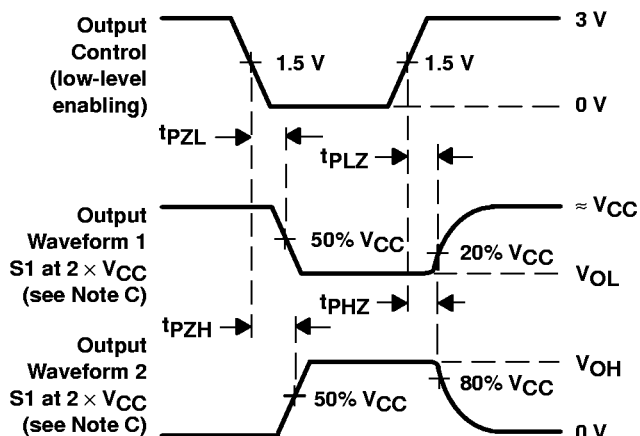 Output
Control
(low-level
enabling)
3 V
1.5 V
1.5 V
0 V
tPZL
tPLZ
Output
Waveform 1
S1 at 2 × VCC
(see Note C)
≈ VCC
50% VCC
20% VCC
VOL
tPZH
tPHZ
Output
Waveform 2
S1 at 2 × VCC
(see Note C)
VOH
50% VCC
80% VCC
0 V